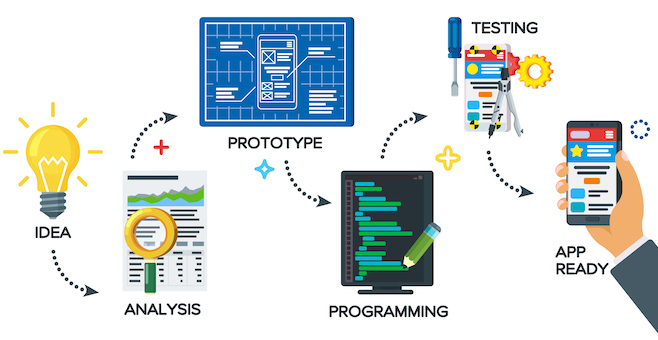 IDEA
ANALYSIS
PROTOTYPE
PROGRAMMING
TESTING
APP
READY